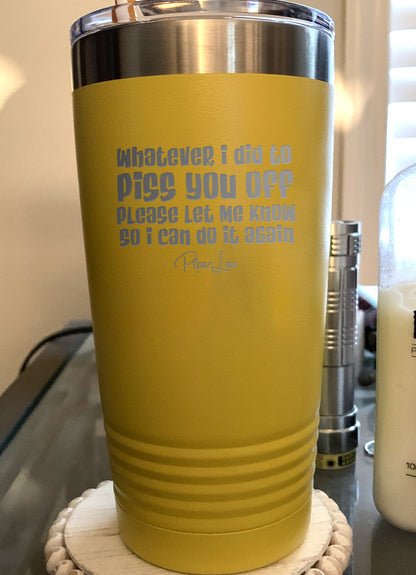 Whatever i did to
Piss you off
Please Let Me Know
so i can do it again
Piper Lou